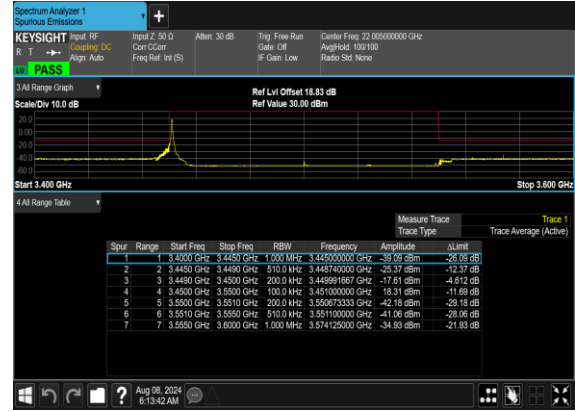 Spectrum Analyzer 1
Spurious Emissions
KEYSIGHT Input: RF Input Z: 50 Ω Atten: 30 dB Trig: Free Run Center Freq: 22.005000000 GHz
R T Coupling: DC Corr CCorr Gate: Off Avg|Hold: 100/100
Align: Auto Freq Ref: Int (S) IF Gain: Low Radio Std: None
PASS
3 All Range Graph Ref Lvl Offset 18.83 dB
Scale/Div 10.0 dB Ref Value 30.00 dBm
20.0
0.00
-20.0
-40.0
-60.0
Start 3.400 GHz Stop 3.600 GHz
4 All Range Table
Measure Trace Trace 1
Trace Type Trace Average (Active)
Spur Range Start Freq Stop Freq RBW Frequency Amplitude ΔLimit
1 1 3.4000 GHz 3.4450 GHz 1.000 MHz 3.445000000 GHz -39.09 dBm -26.09 dB
2 2 3.4450 GHz 3.4490 GHz 510.0 kHz 3.448740000 GHz -25.37 dBm -12.37 dB
3 3 3.4490 GHz 3.4500 GHz 200.0 kHz 3.449991667 GHz -17.61 dBm -4.612 dB
4 4 3.4500 GHz 3.5500 GHz 100.0 kHz 3.451000000 GHz 18.31 dBm -11.69 dB
5 5 3.5500 GHz 3.5510 GHz 200.0 kHz 3.550673333 GHz -42.18 dBm -29.18 dB
6 6 3.5510 GHz 3.5550 GHz 510.0 kHz 3.551100000 GHz -41.06 dBm -28.06 dB
7 7 3.5550 GHz 3.6000 GHz 1.000 MHz 3.574125000 GHz -34.93 dBm -21.93 dB
? Aug 08, 2024
6:13:42 AM